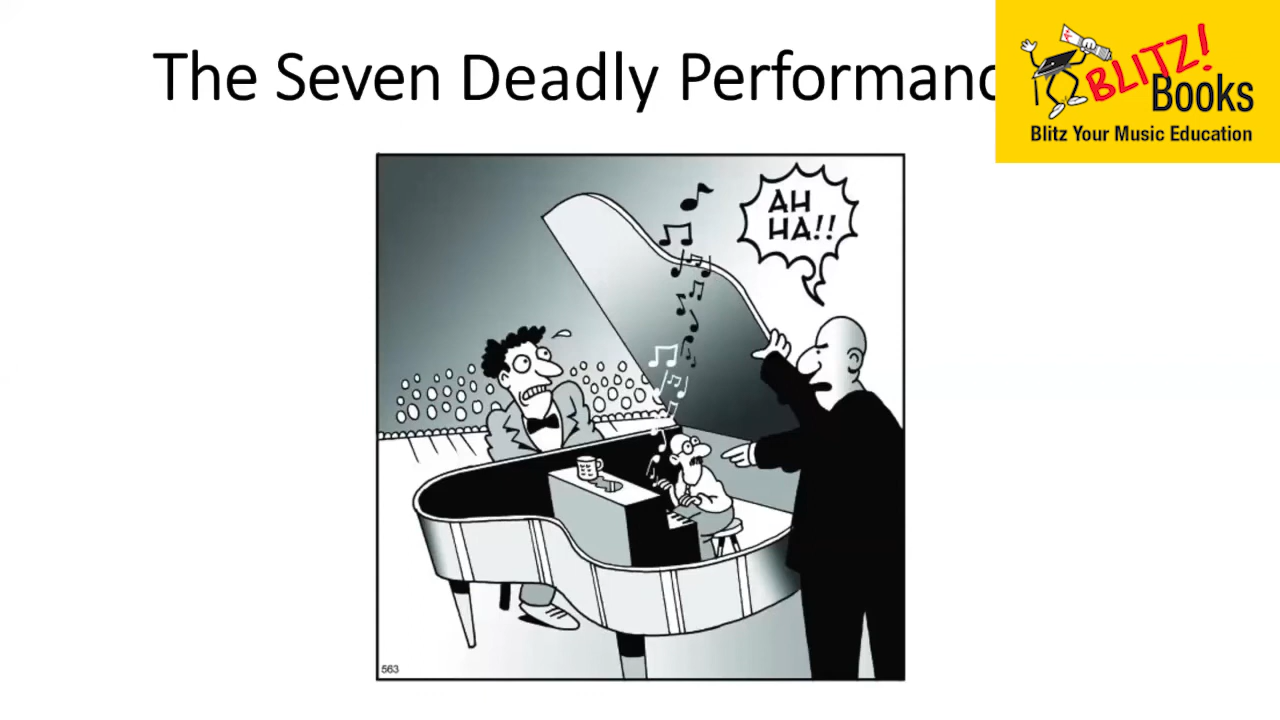 The Seven Deadly Performanc
BLITZ!
Books
Blitz Your Music Education
AH
HA!!
563